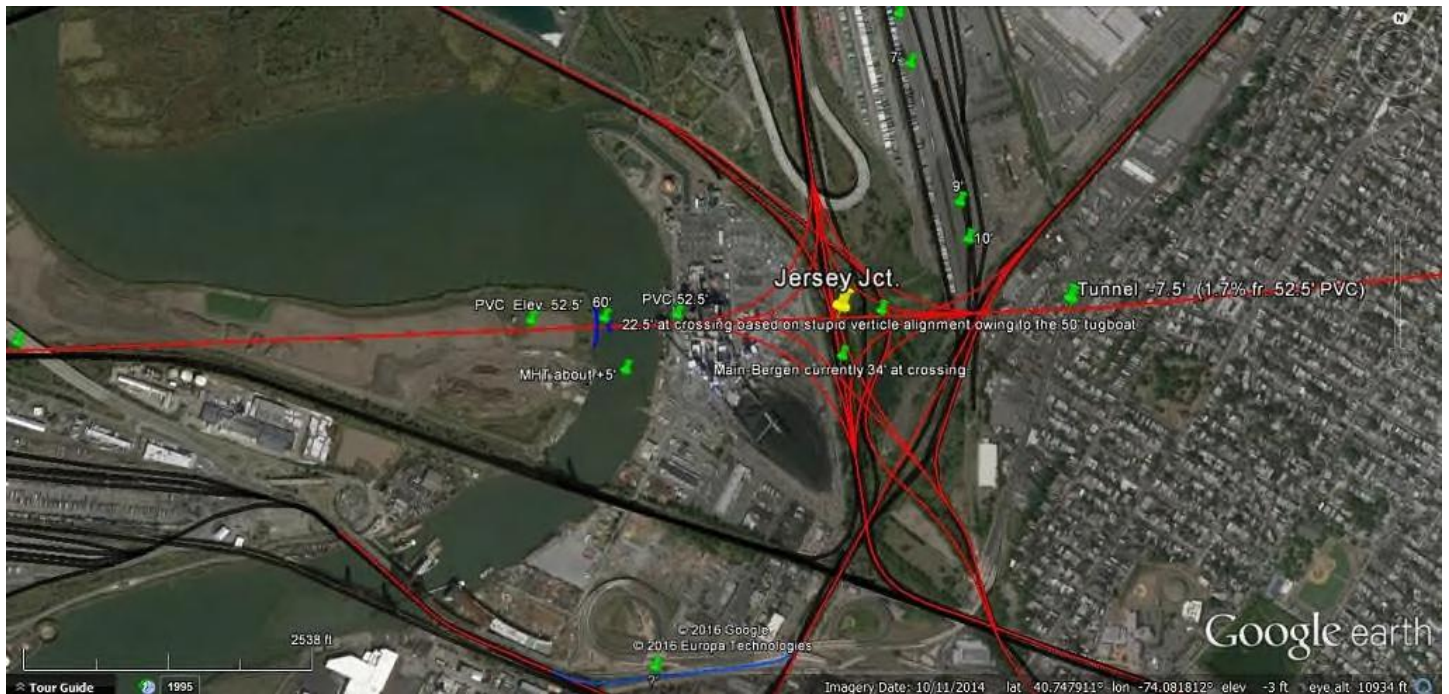 N
7'
9'
10'
Jersey Jct.
Tunnel -7.5' (1.7% fr. 52.5' PVC)
PVC Elev. 52.5'
60'
PVC 52.5'
22.5' at crossing based on stupid verticle alignment owing to the 50' tugboat
MHT about +5'
Main-Bergen currently 34' at crossing
2538 ft
© 2016 Google
© 2016 Europa Technologies
Google earth
2'
Tour Guide
1995
Imagery Date: 10/11/2014 lat 40.747911° lon -74.081812° elev -3 ft eye alt 10934 ft